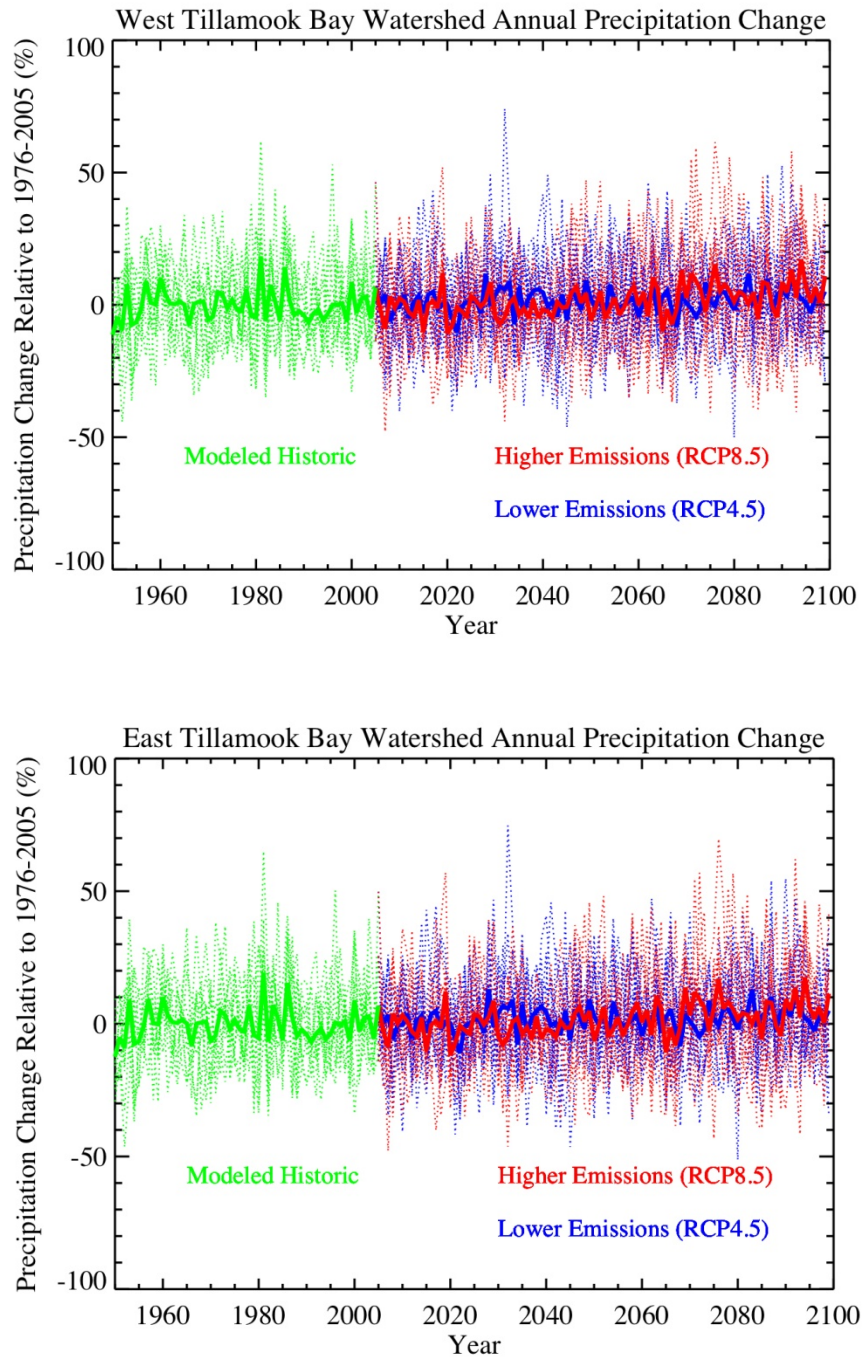 West Tillamook Bay Watershed Annual Precipitation Change
Precipitation Change Relative to 1976-2005 (%)
100
50
0
-50
-100
Modeled Historic
Higher Emissions (RCP8.5)
Lower Emissions (RCP4.5)
1960 1980 2000 2020 2040 2060 2080 2100
Year
East Tillamook Bay Watershed Annual Precipitation Change
Precipitation Change Relative to 1976-2005 (%)
100
50
0
-50
-100
Modeled Historic
Higher Emissions (RCP8.5)
Lower Emissions (RCP4.5)
1960 1980 2000 2020 2040 2060 2080 2100
Year